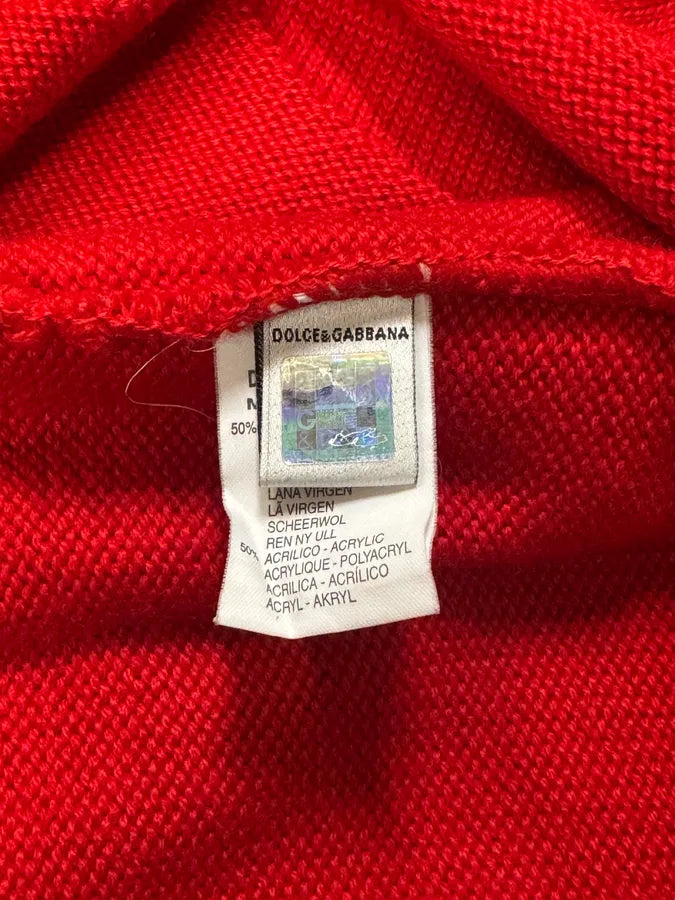 DOLCE&GABBANA
D
N
50%
LANA VIRGEN
LÃ VIRGEN
SCHEERWOL
REN NY ULL
50%
ACRILICO - ACRYLIC
ACRYLIQUE - POLYACRYL
ACRILICA - ACRÍLICO
ACRYL - AKRYL